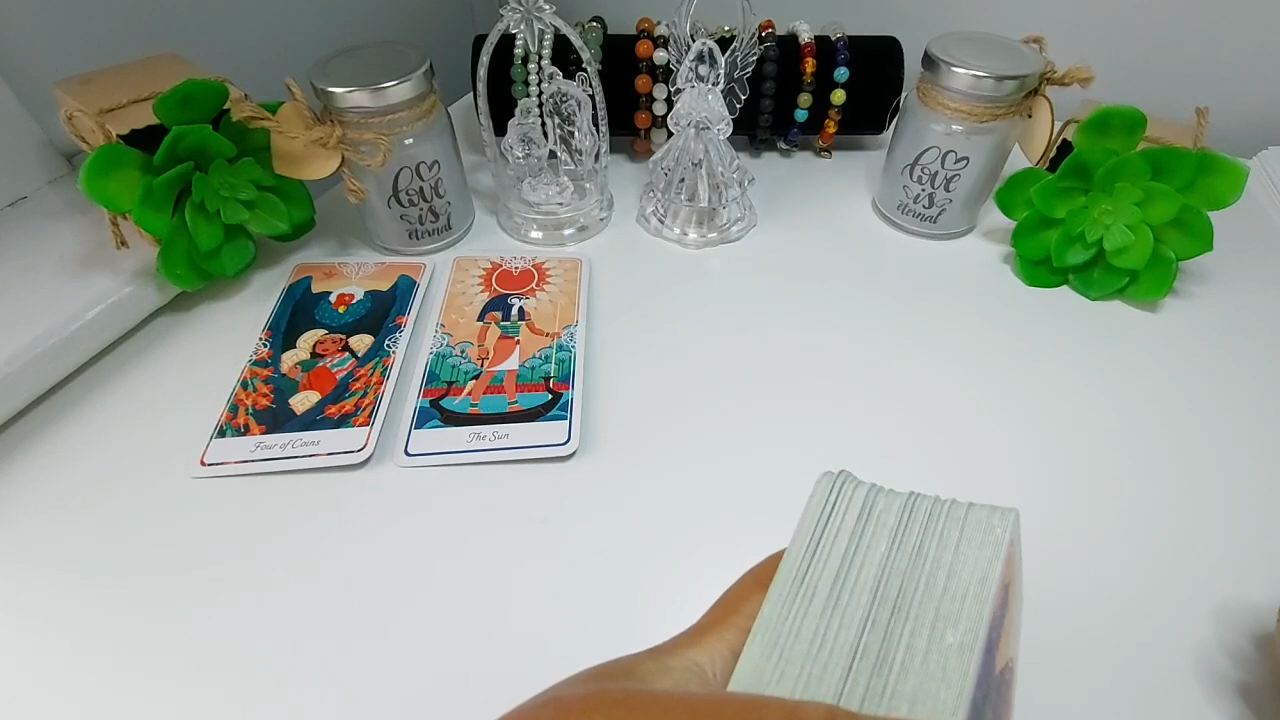 love
is
eternal
love
is
eternal
Four of Coins
The Sun